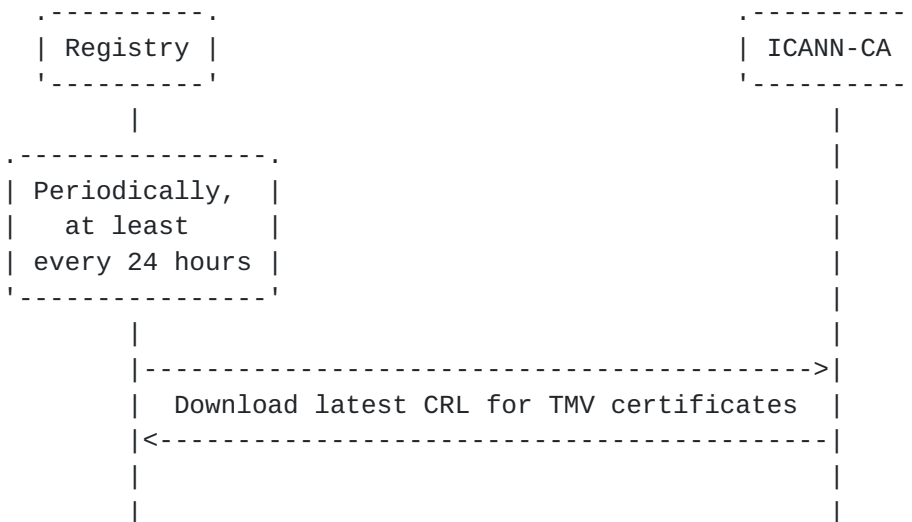 Registry
ICANN-CA
Periodically,
at least
every 24 hours
Download latest CRL for TMV certificates